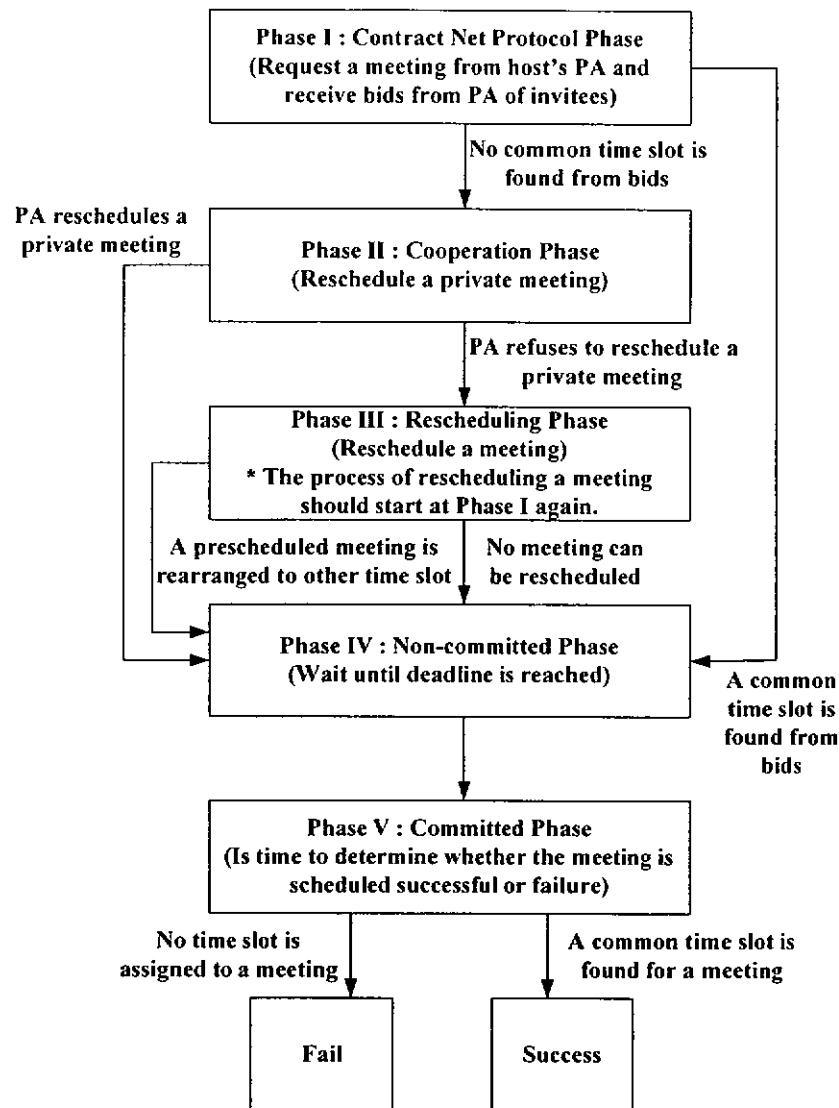 Phase I : Contract Net Protocol Phase
(Request a meeting from host's PA and
receive bids from PA of invitees)
No common time slot is
found from bids
PA reschedules a
private meeting
Phase II : Cooperation Phase
(Reschedule a private meeting)
PA refuses to reschedule a
private meeting
Phase III : Rescheduling Phase
(Reschedule a meeting)
* The process of rescheduling a meeting
should start at Phase I again.
A prescheduled meeting is
rearranged to other time slot
No meeting can
be rescheduled
Phase IV : Non-committed Phase
(Wait until deadline is reached)
A common
time slot is
found from
bids
Phase V : Committed Phase
(Is time to determine whether the meeting is
scheduled successful or failure)
No time slot is
assigned to a meeting
A common time slot is
found for a meeting
Fail
Success